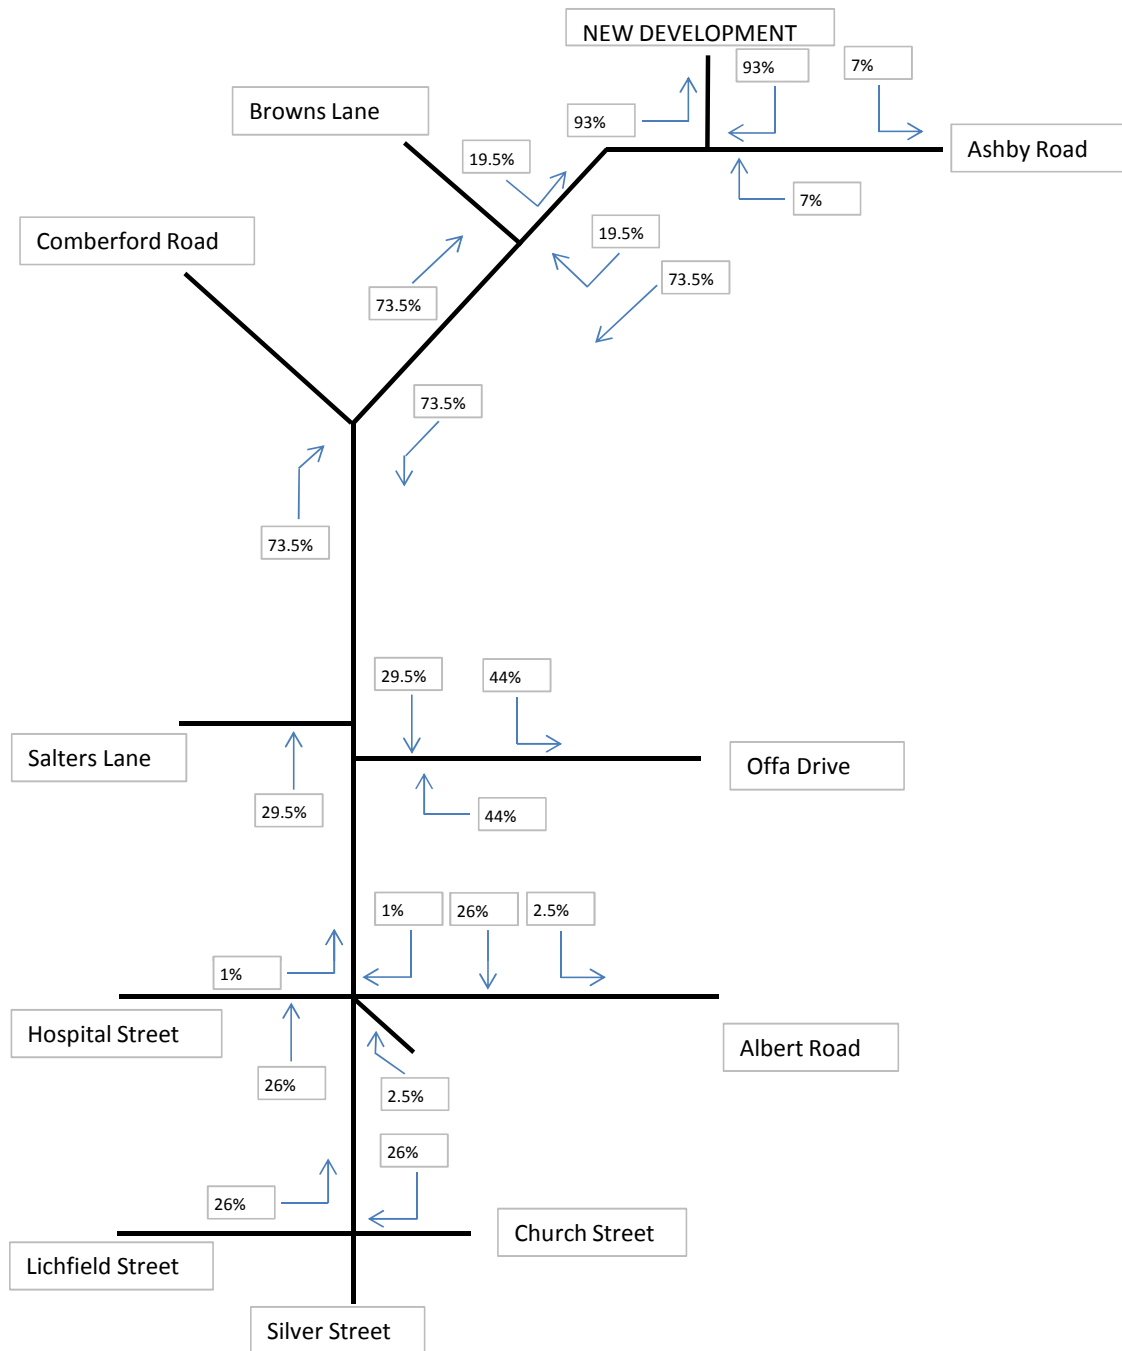 NEW DEVELOPMENT
93%
7%
Browns Lane
93%
Ashby Road
19.5%
7%
Comberford Road
19.5%
73.5%
73.5%
73.5%
73.5%
29.5%
44%
Salters Lane
Offa Drive
29.5%
44%
1%
26%
2.5%
1%
Hospital Street
Albert Road
26%
2.5%
26%
26%
Church Street
Lichfield Street
Silver Street